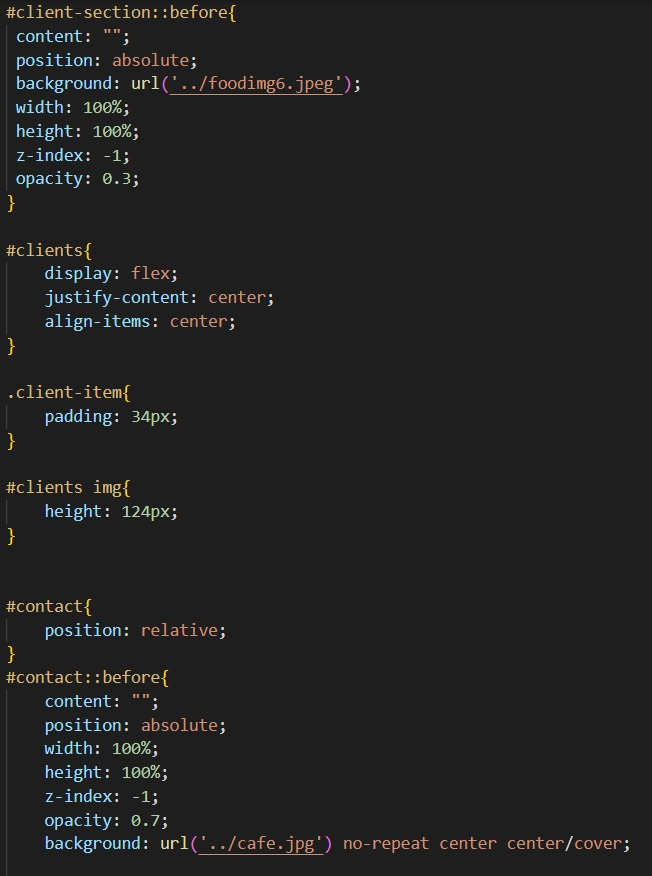 #client-section::before{
content: "";
position: absolute;
background: url('../foodimg6.jpeg');
width: 100%;
height: 100%;
z-index: -1;
opacity: 0.3;
}
#clients{
display: flex;
justify-content: center;
align-items: center;
}
.client-item{
padding: 34px;
}
#clients img{
height: 124px;
}
#contact{
position: relative;
}
#contact::before{
content: "";
position: absolute;
width: 100%;
height: 100%;
z-index: -1;
opacity: 0.7;
background: url('../cafe.jpg') no-repeat center center/cover;